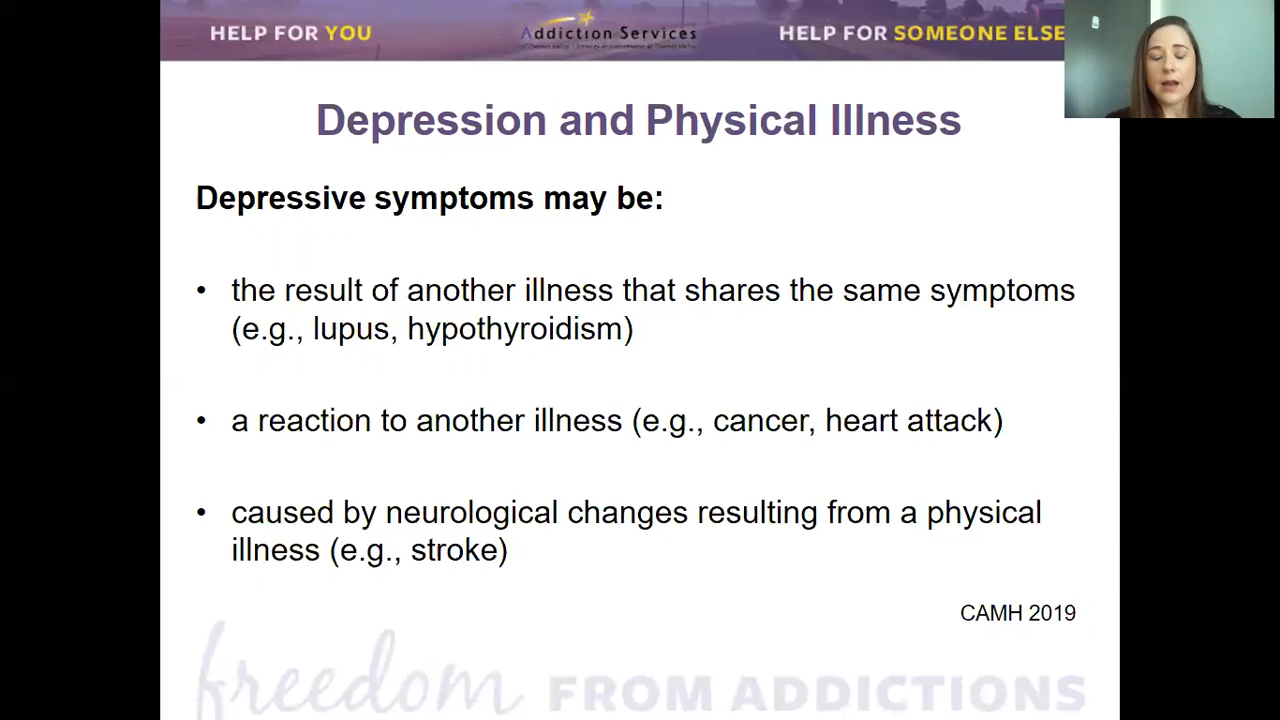 HELP FOR YOU
Addiction Services
HELP FOR SOMEONE ELSE
Depression and Physical Illness
Depressive symptoms may be:
• the result of another illness that shares the same symptoms
(e.g., lupus, hypothyroidism)
• a reaction to another illness (e.g., cancer, heart attack)
• caused by neurological changes resulting from a physical
illness (e.g., stroke)
CAMH 2019
freedom FROM ADDICTIONS